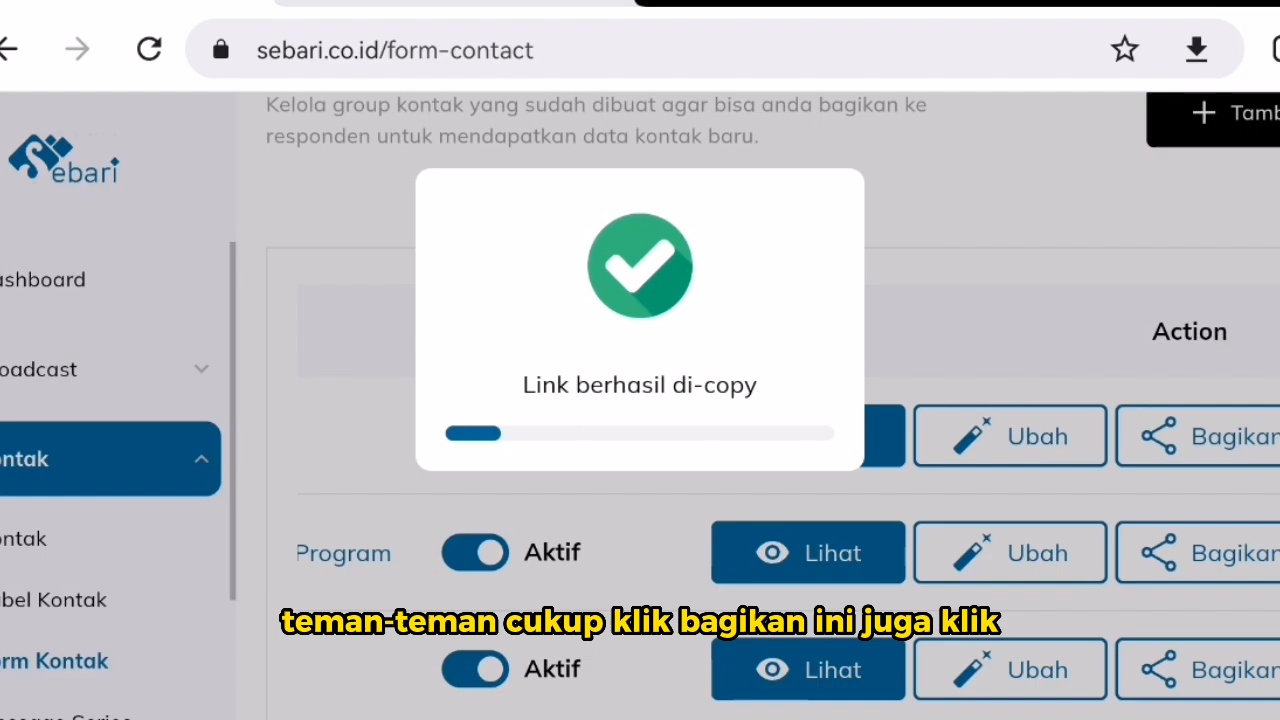 sebari.co.id/form-contact
Kelola group kontak yang sudah dibuat agar bisa anda bagikan ke
responden untuk mendapatkan data kontak baru.
+ Tamb
ebari
ashboard
oadcast
ontak
ontak
bel Kontak
rm Kontak
Link berhasil di-copy
Action
Ubah
Bagikan
Program
Aktif
Lihat
Ubah
Bagikan
teman-teman cukup klik bagikan ini juga klik
Aktif
Lihat
Ubah
Bagikan